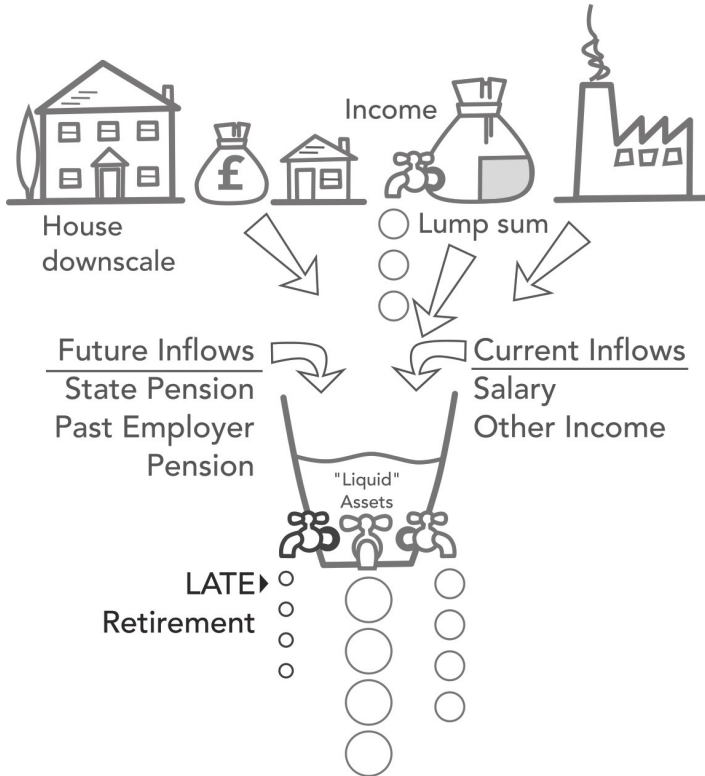 Income
£
House
downscale
Lump sum
Future Inflows
State Pension
Past Employer
Pension
Current Inflows
Salary
Other Income
"Liquid"
Assets
LATE
Retirement